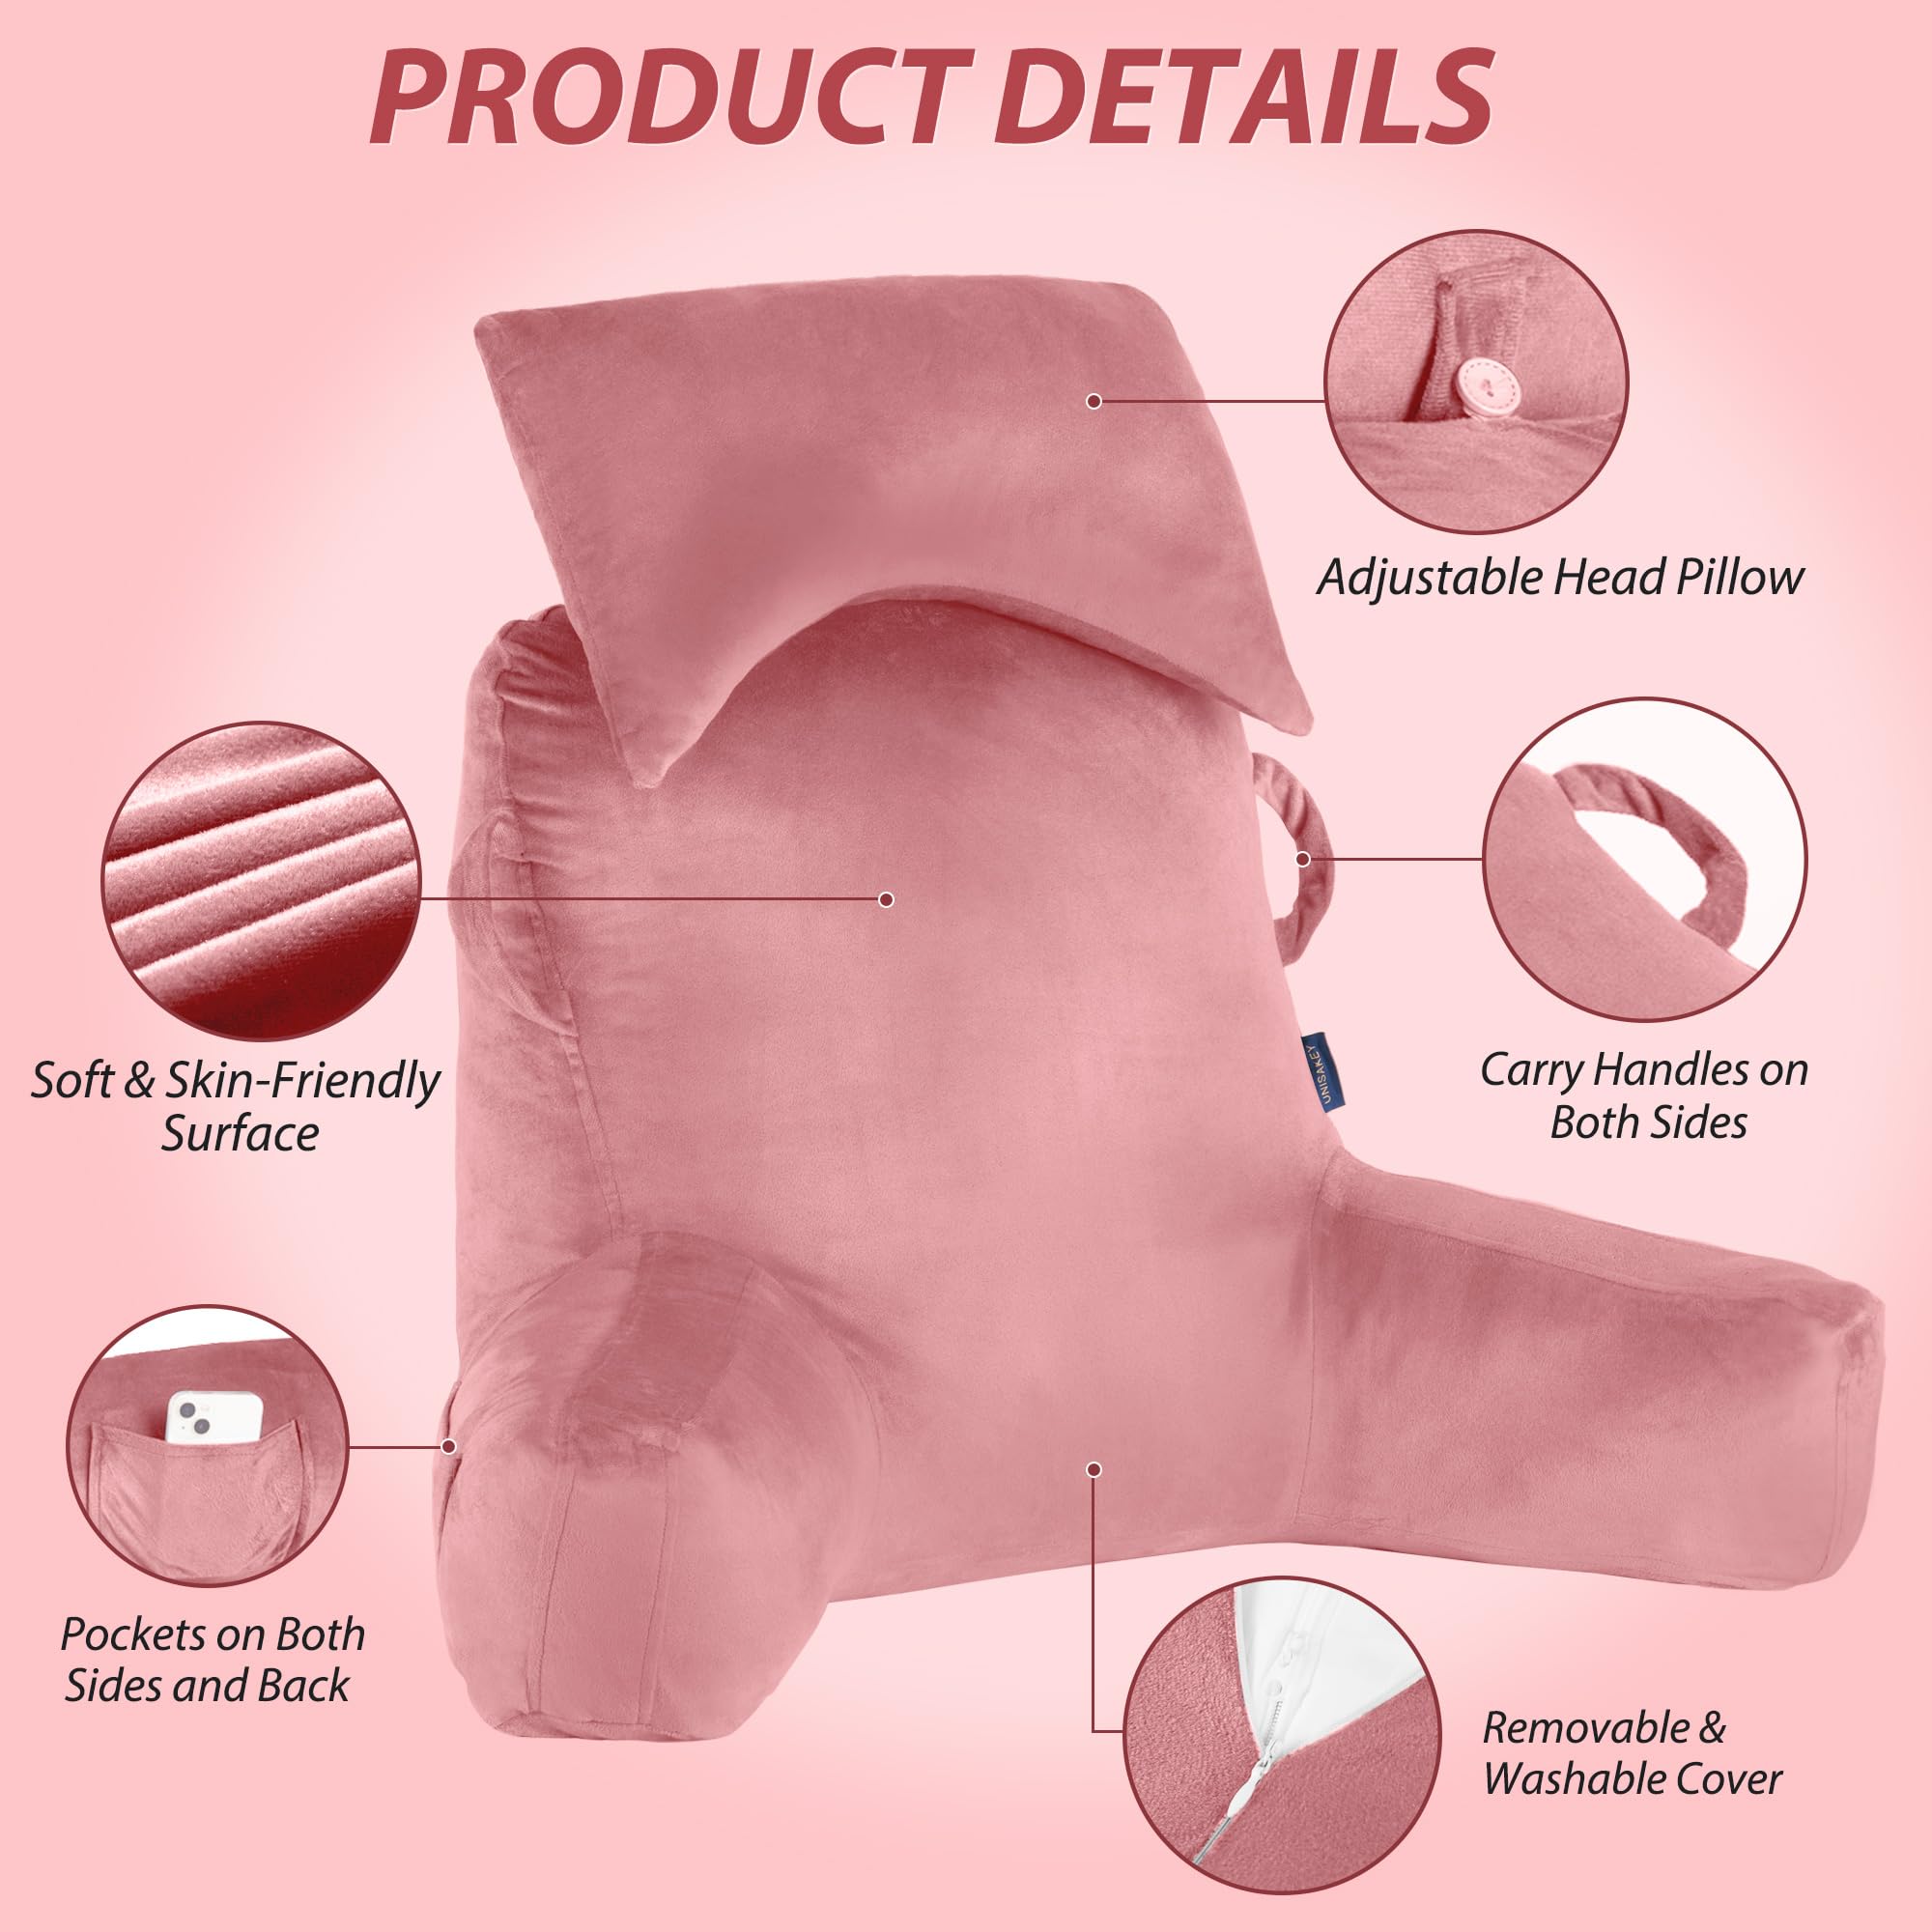 PRODUCT DETAILS
Adjustable Head Pillow
Soft & Skin-Friendly
Surface
Carry Handles on
Both Sides
UNISAKEY
Pockets on Both
Sides and Back
Removable &
Washable Cover